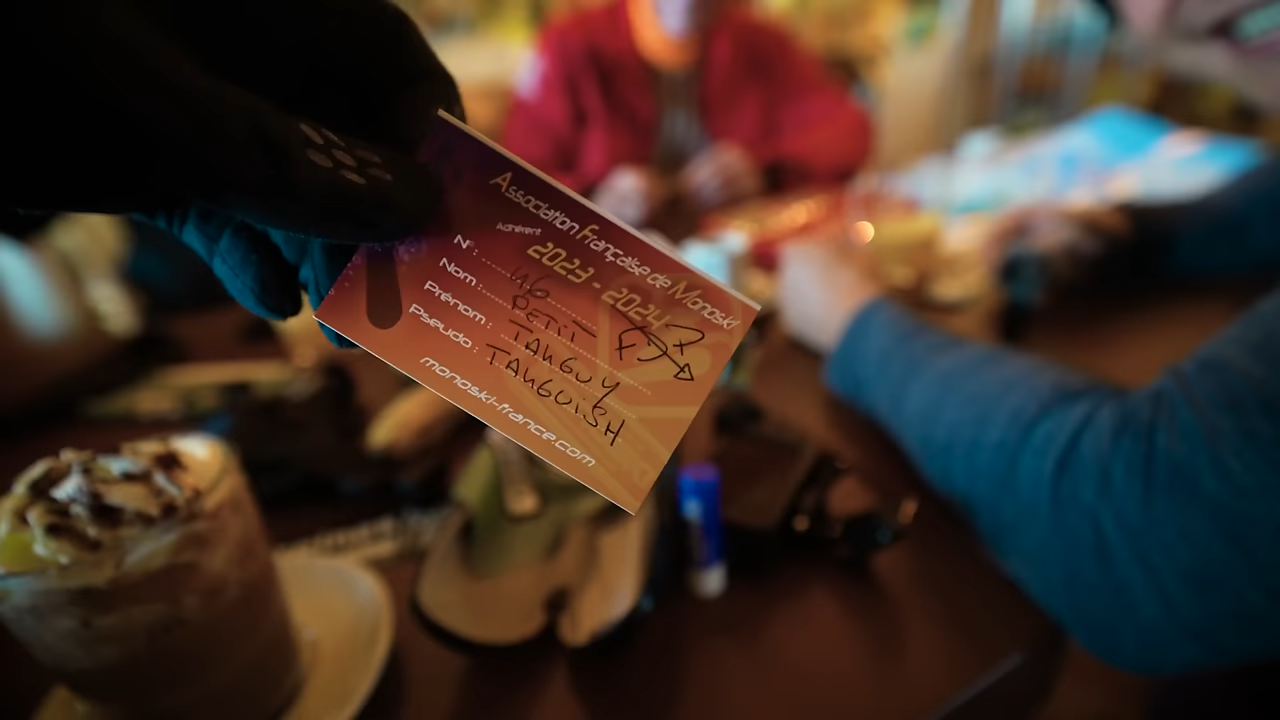 Association Française de Monoski
Adhérent
2023 - 2024
N° : 46
Nom : PETIT
Prénom : TANGUY
Pseudo : TANGUISH
monoski-france.com